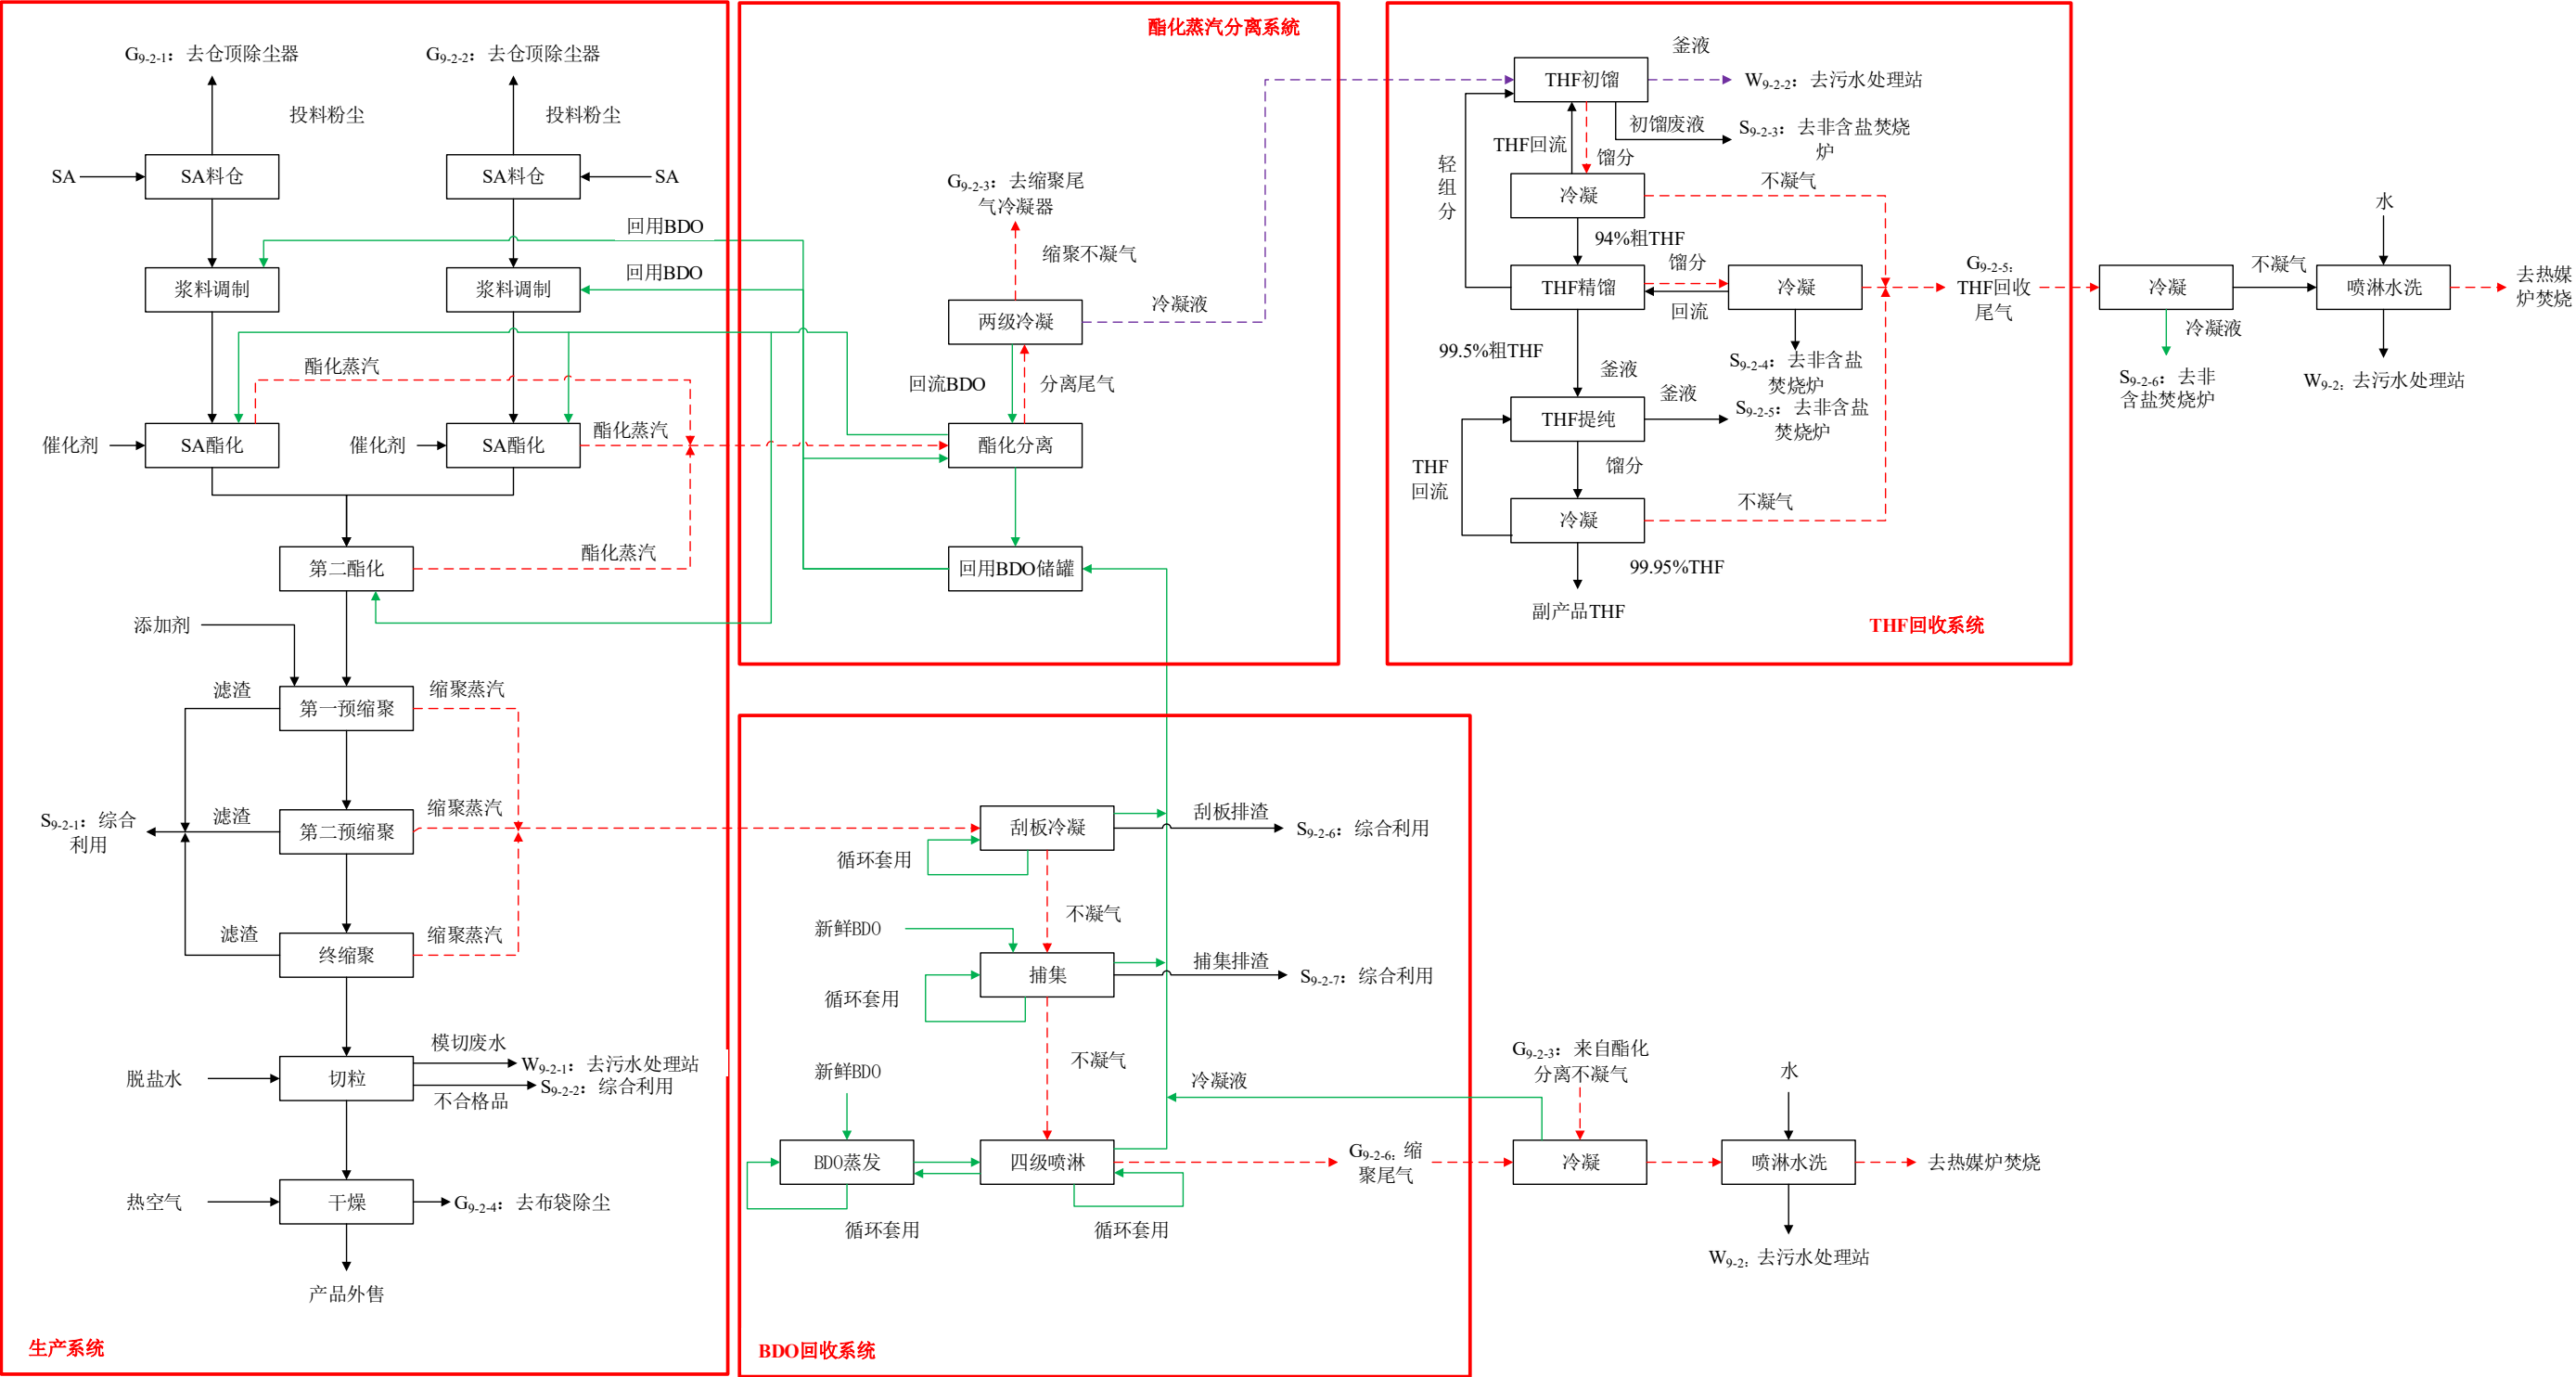 G9-2-1：去仓顶除尘器
G9-2-2：去仓顶除尘器
投料粉尘
投料粉尘
SA
SA料仓
SA料仓
SA
回用BDO
回用BDO
浆料调制
浆料调制
酯化蒸汽
催化剂
SA酯化
催化剂
SA酯化
酯化蒸汽
第二酯化
酯化蒸汽
添加剂
滤渣
第一预缩聚
缩聚蒸汽
S9-2-1：综合
利用
滤渣
第二预缩聚
缩聚蒸汽
滤渣
终缩聚
缩聚蒸汽
脱盐水
切粒
模切废水
W9-2-1：去污水处理站
S9-2-2：综合利用
不合格品
热空气
干燥
G9-2-4：去布袋除尘
产品外售
生产系统
酯化蒸汽分离系统
G9-2-3：去缩聚尾
气冷凝器
缩聚不凝气
两级冷凝
冷凝液
回流BDO
分离尾气
酯化分离
回用BDO储罐
THF初馏
釜液
W9-2-2：去污水处理站
初馏废液
S9-2-3：去非含盐焚烧
炉
THF回流
馏分
轻
组
分
冷凝
不凝气
94%粗THF
馏分
THF精馏
冷凝
回流
G9-2-5：
THF回收
尾气
99.5%粗THF
釜液
S9-2-4：去非含盐
焚烧炉
釜液
THF提纯
S9-2-5：去非含盐
焚烧炉
馏分
THF
回流
冷凝
不凝气
99.95%THF
副产品THF
THF回收系统
水
冷凝
不凝气
喷淋水洗
去热媒
炉焚烧
冷凝液
S9-2-6：去非
含盐焚烧炉
W9-2：去污水处理站
刮板冷凝
刮板排渣
S9-2-6：综合利用
循环套用
不凝气
新鲜BDO
捕集
捕集排渣
S9-2-7：综合利用
循环套用
不凝气
新鲜BDO
冷凝液
BDO蒸发
四级喷淋
G9-2-6：缩
聚尾气
循环套用
循环套用
BDO回收系统
G9-2-3：来自酯化
分离不凝气
水
冷凝
喷淋水洗
去热媒炉焚烧
W9-2：去污水处理站